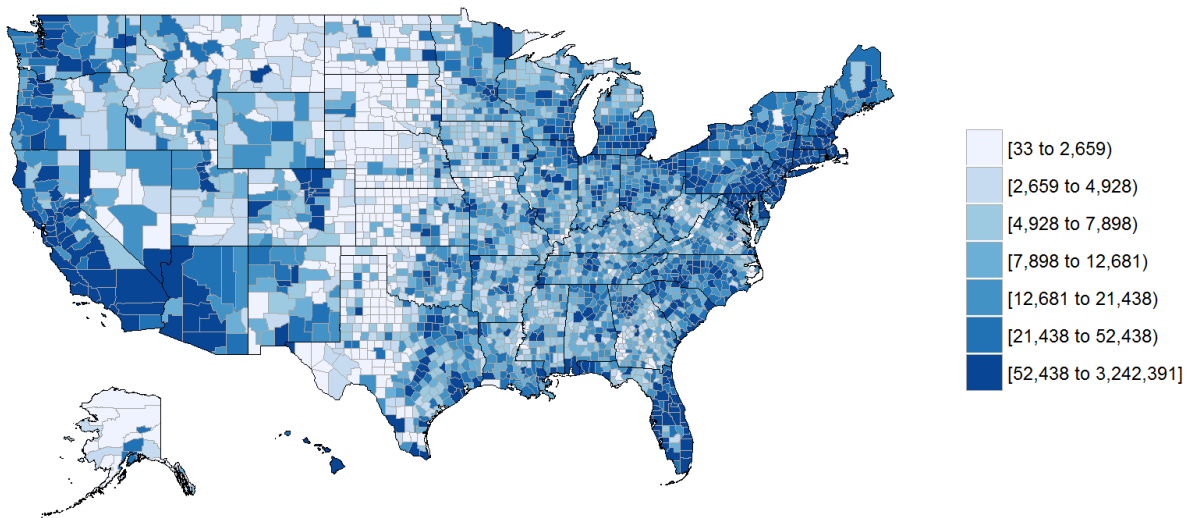 [33 to 2,659)
[2,659 to 4,928)
[4,928 to 7,898)
[7,898 to 12,681)
[12,681 to 21,438)
[21,438 to 52,438)
[52,438 to 3,242,391]